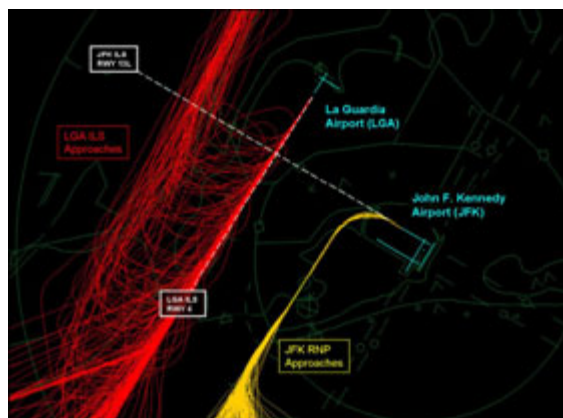 JFK ILS
RWY 13L
La Guardia
Airport (LGA)
LGA ILS
Approaches
John F. Kennedy
Airport (JFK)
LGA ILS
RWY 4
JFK RNP
Approaches